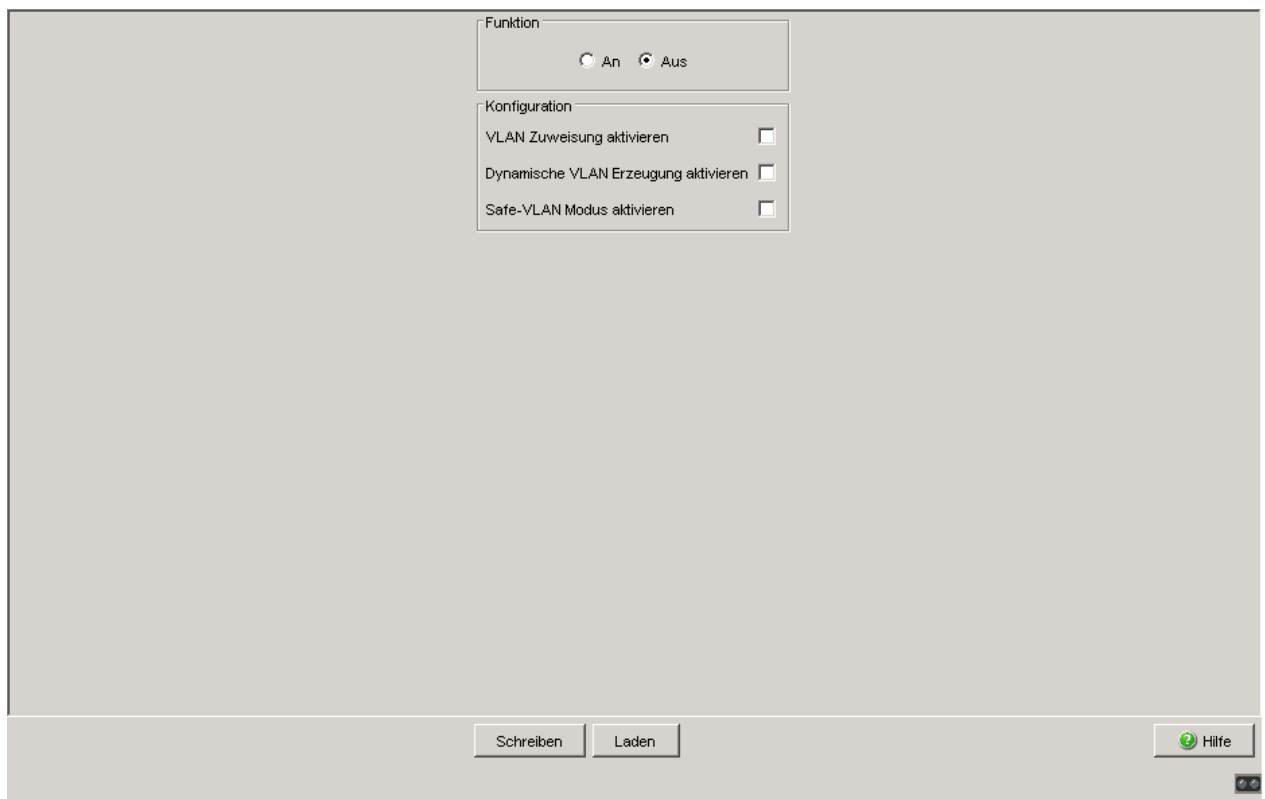 Funktion
An Aus
Konfiguration
VLAN Zuweisung aktivieren
Dynamische VLAN Erzeugung aktivieren
Safe-VLAN Modus aktivieren
Schreiben Laden Hilfe